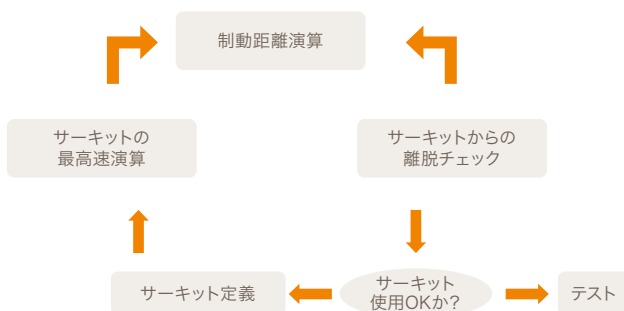 制動距離演算
サーキットの
最高速演算
サーキットからの
離脱チェック
サーキット定義
サーキット
使用OKか?
テスト